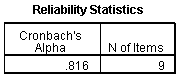 Reliability Statistics
Cronbach's
Alpha
N of Items
.816
9